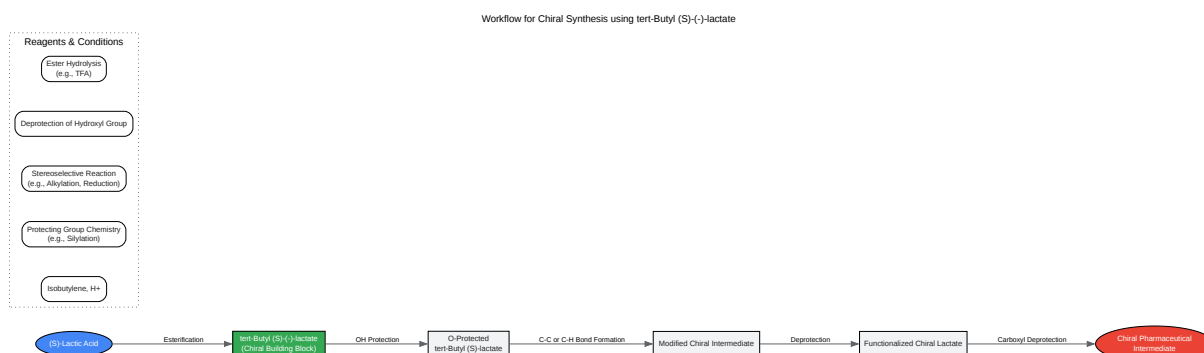 Workflow for Chiral Synthesis using tert-Butyl (S)-(-)-lactate
Reagents & Conditions
Ester Hydrolysis
(e.g., TFA)
Deprotection of Hydroxyl Group
Stereoselective Reaction
(e.g., Alkylation, Reduction)
Protecting Group Chemistry
(e.g., Silylation)
Isobutylene, H+
(S)-Lactic Acid
Esterification
tert-Butyl (S)-(-)-lactate
(Chiral Building Block)
OH Protection
O-Protected
tert-Butyl (S)-lactate
C-C or C-H Bond Formation
Modified Chiral Intermediate
Deprotection
Functionalized Chiral Lactate
Carboxyl Deprotection
Chiral Pharmaceutical
Intermediate